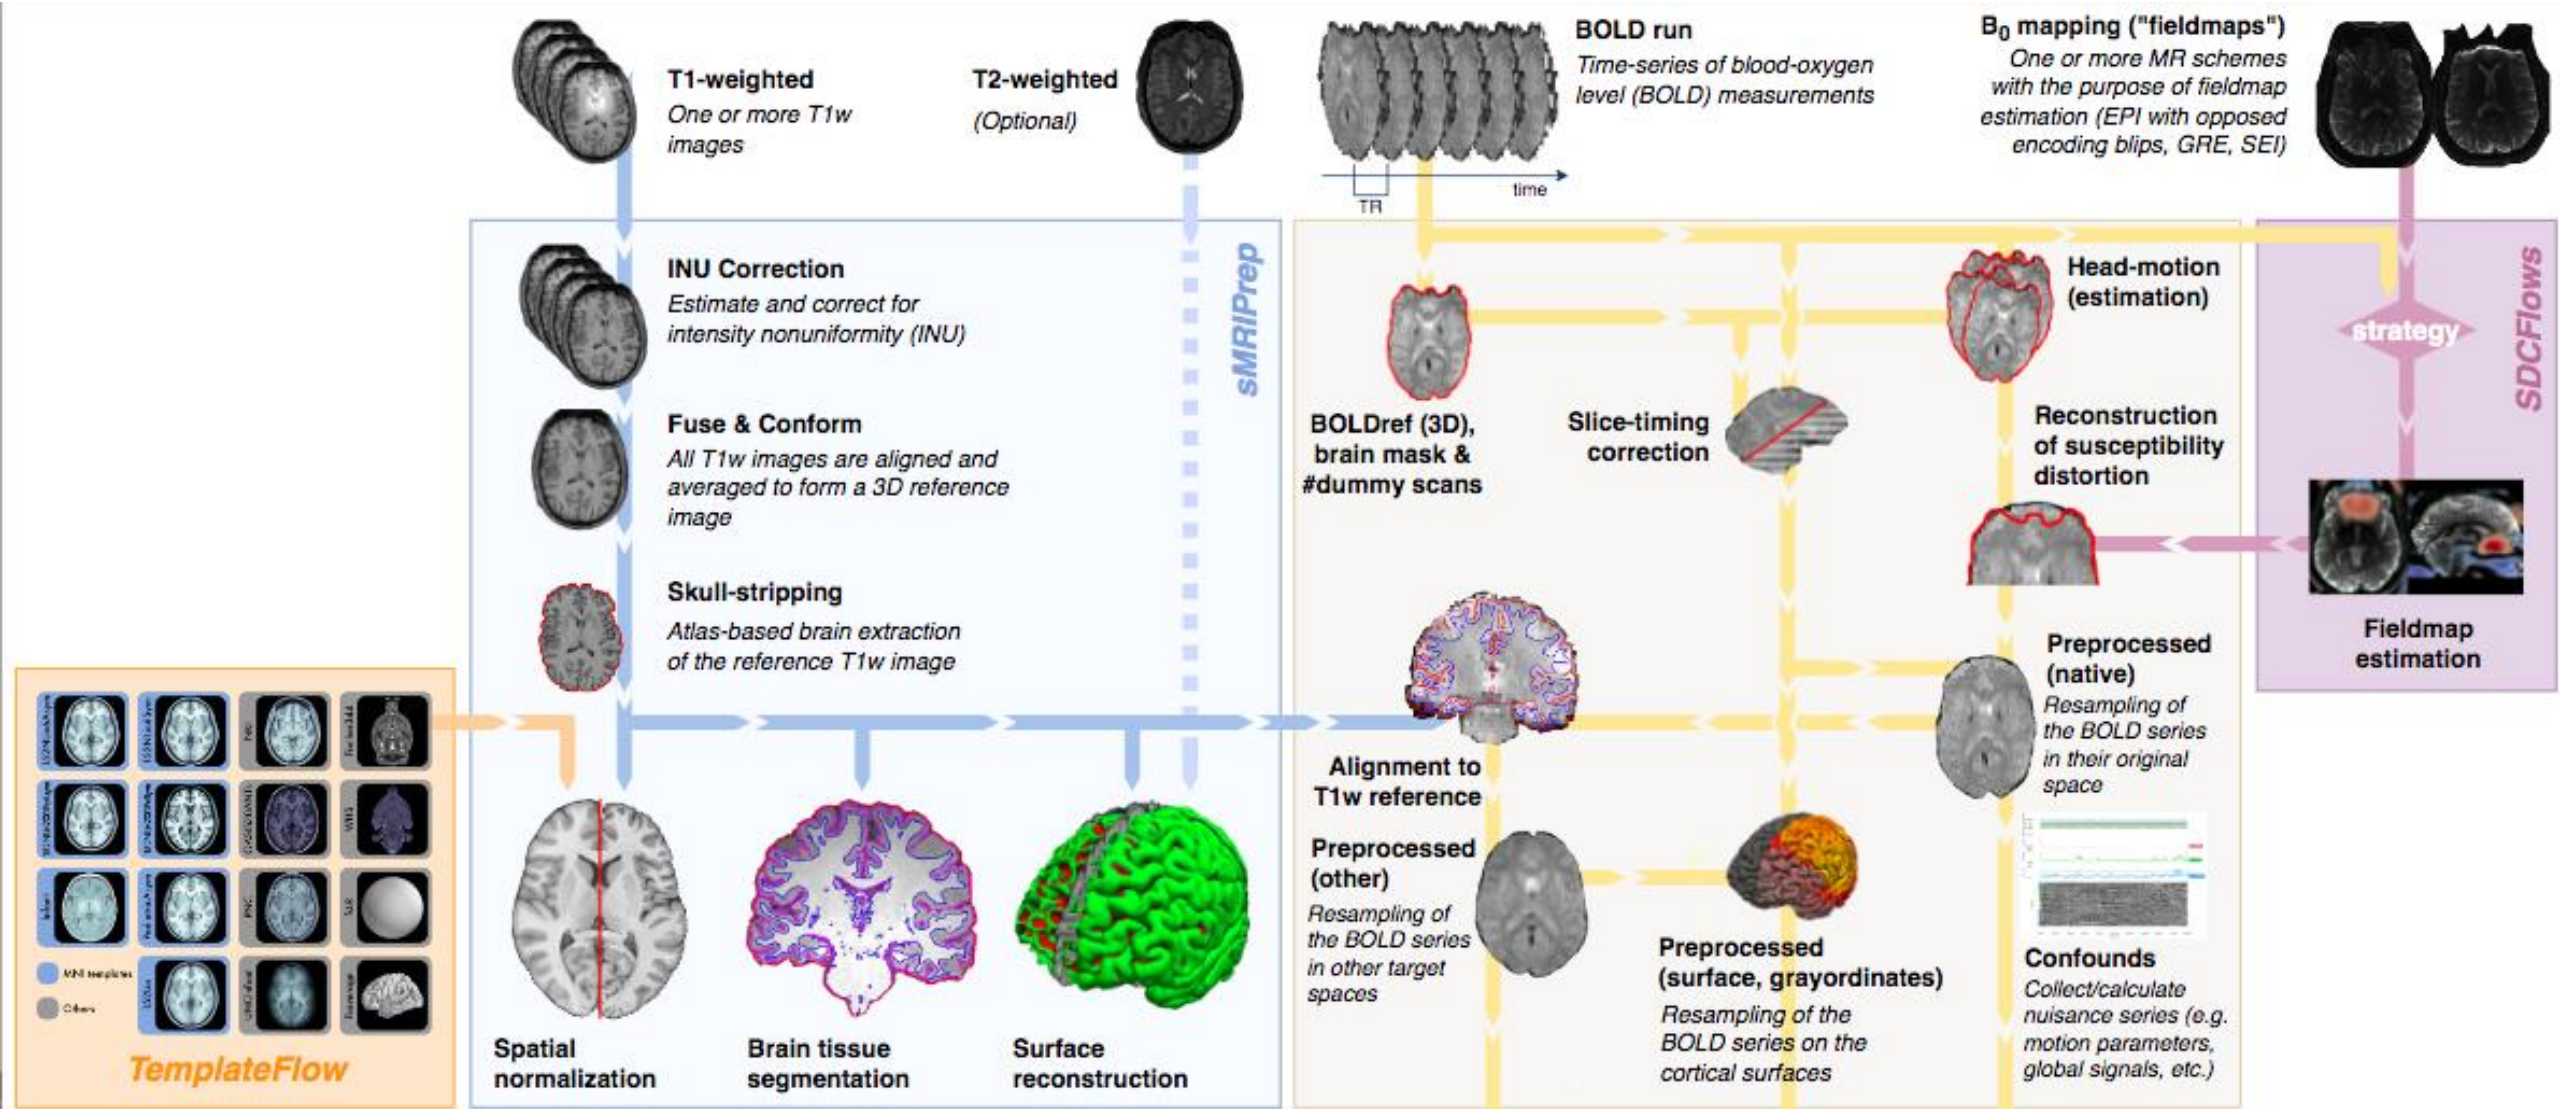 T1-weighted
One or more T1w
images
T2-weighted
(Optional)
BOLD run
Time-series of blood-oxygen
level (BOLD) measurements
TR
time
B0 mapping ("fieldmaps")
One or more MR schemes
with the purpose of fieldmap
estimation (EPI with opposed
encoding blips, GRE, SEI)
INU Correction
Estimate and correct for
intensity nonuniformity (INU)
Fuse & Conform
All T1w images are aligned and
averaged to form a 3D reference
image
Skull-stripping
Atlas-based brain extraction
of the reference T1w image
sMRIPrep
Spatial
normalization
Brain tissue
segmentation
Surface
reconstruction
MNI templates
Others
TemplateFlow
BOLDref (3D),
brain mask &
#dummy scans
Slice-timing
correction
Head-motion
(estimation)
Reconstruction
of susceptibility
distortion
Alignment to
T1w reference
Preprocessed
(native)
Resampling of
the BOLD series
in their original
space
Preprocessed
(other)
Resampling of
the BOLD series
in other target
spaces
Preprocessed
(surface, grayordinates)
Resampling of the
BOLD series on the
cortical surfaces
Confounds
Collect/calculate
nuisance series (e.g.
motion parameters,
global signals, etc.)
strategy
SDCFlows
Fieldmap
estimation